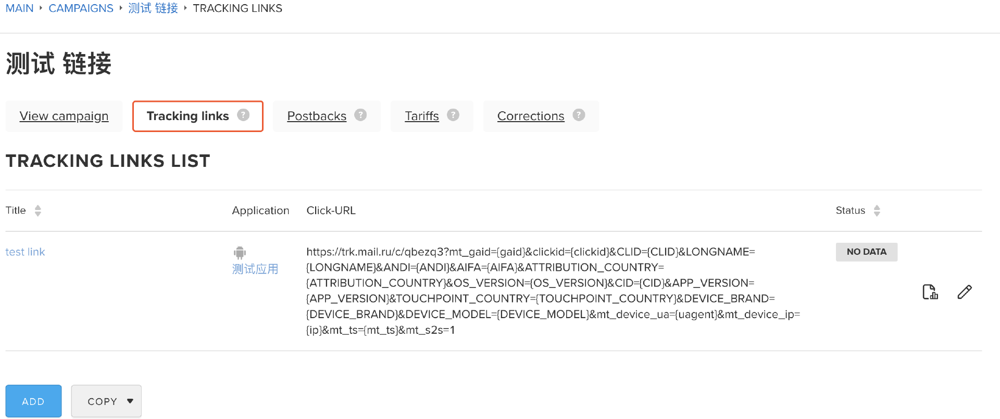 MAIN ‣ CAMPAIGNS ‣ 测试 链接 ‣ TRACKING LINKS
测试 链接
View campaign Tracking links ? Postbacks ? Tariffs ? Corrections ?
TRACKING LINKS LIST
Title Application Click-URL Status
test link 测试应用 https://trk.mail.ru/c/qbezq3?mt_gaid={gaid}&clickid={clickid}&CLID={CLID}&LONGNAME=
{LONGNAME}&ANDI={ANDI}&AIFA={AIFA}&ATTRIBUTION_COUNTRY=
{ATTRIBUTION_COUNTRY}&OS_VERSION={OS_VERSION}&CID={CID}&APP_VERSION=
{APP_VERSION}&TOUCHPOINT_COUNTRY={TOUCHPOINT_COUNTRY}&DEVICE_BRAND=
{DEVICE_BRAND}&DEVICE_MODEL={DEVICE_MODEL}&mt_device_ua={uagent}&mt_device_ip=
{ip}&mt_ts={mt_ts}&mt_s2s=1
NO DATA
ADD COPY